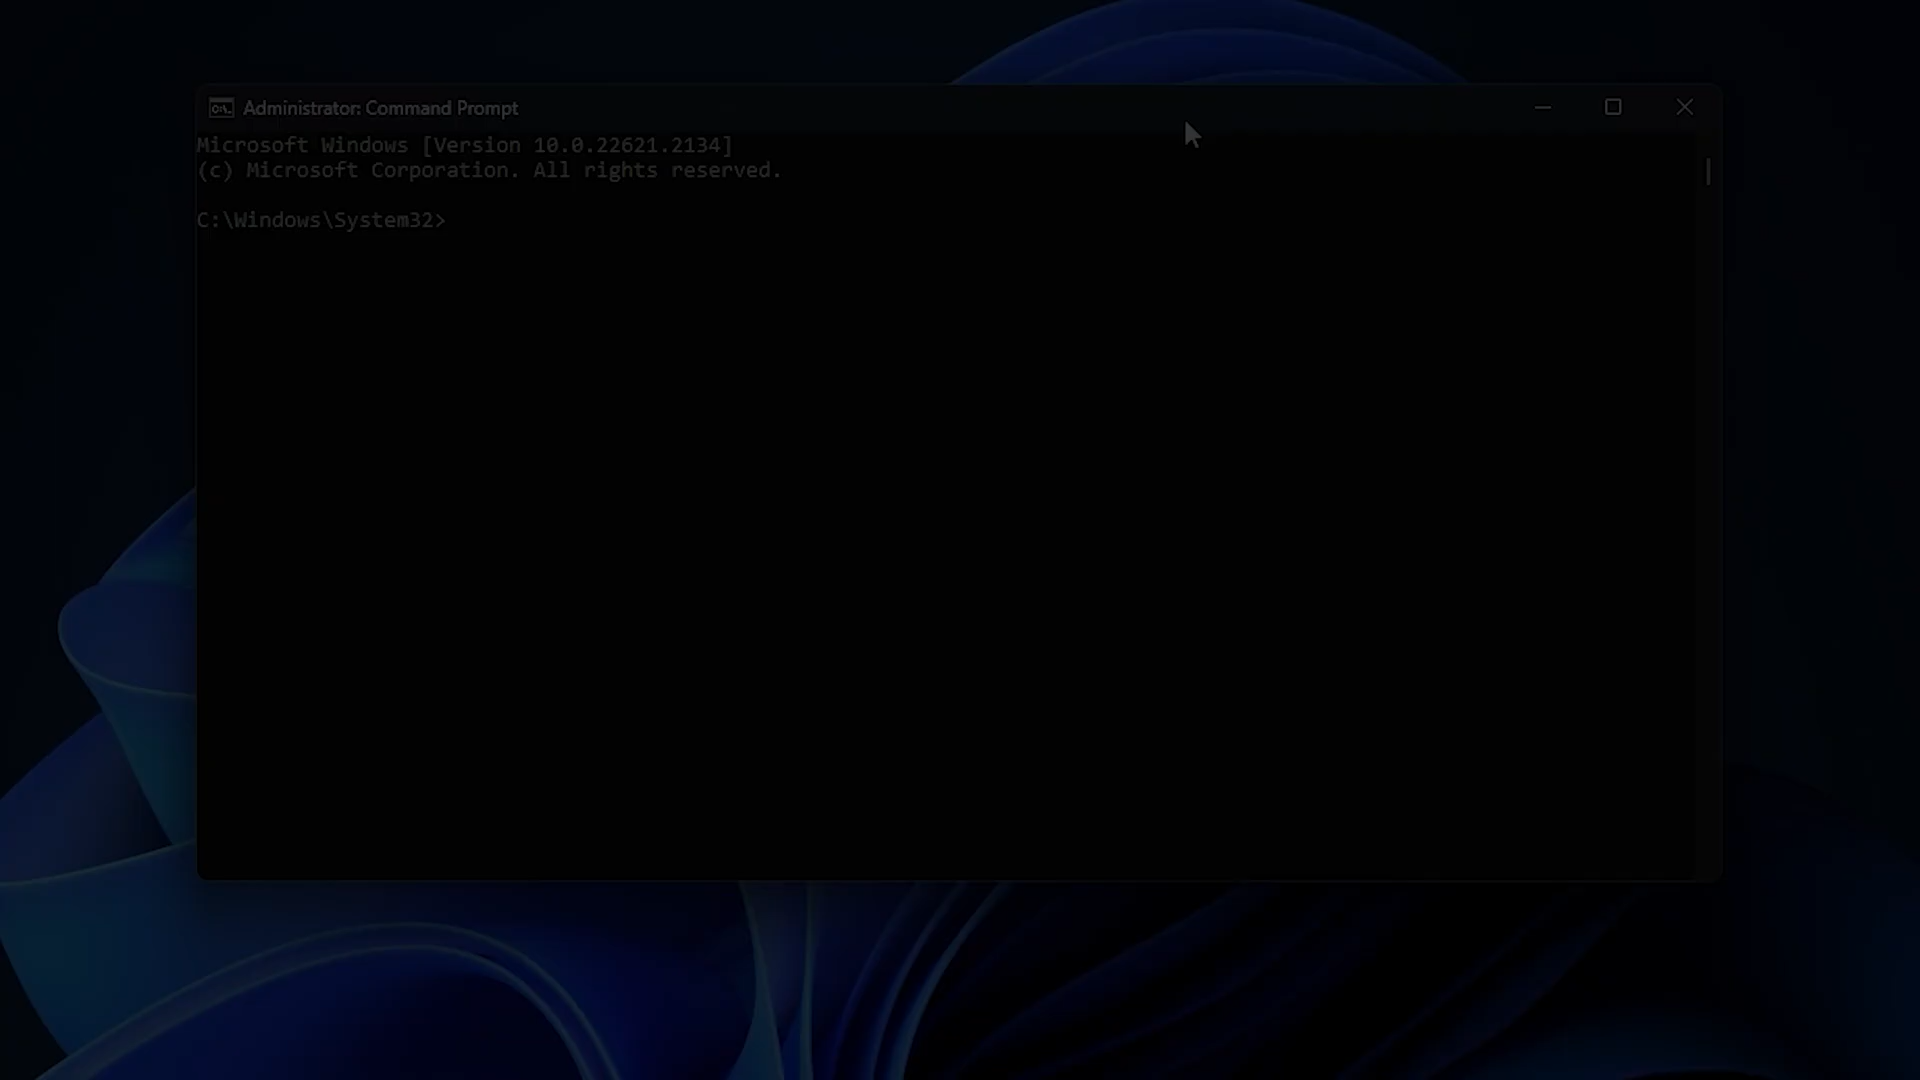 Administrator: Command Prompt
Microsoft Windows [Version 10.0.22621.2134]
(c) Microsoft Corporation. All rights reserved.
C:\Windows\System32>